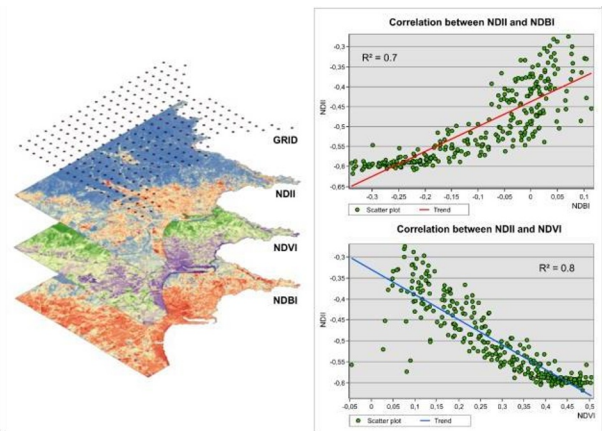 GRID
NDII
NDVI
NDBI
Correlation between NDII and NDBI
R² = 0.7
NDII
-0,3
-0,35
-0,4
-0,45
-0,5
-0,55
-0,6
-0,65
-0,3 -0,25 -0,2 -0,15 -0,1 -0,05 0 0,05 0,1
NDBI
Scatter plot Trend
Correlation between NDII and NDVI
R² = 0.8
NDII
-0,3
-0,35
-0,4
-0,45
-0,5
-0,55
-0,6
-0,05 0 0,05 0,1 0,15 0,2 0,25 0,3 0,35 0,4 0,45 0,5
NDVI
Scatter plot Trend